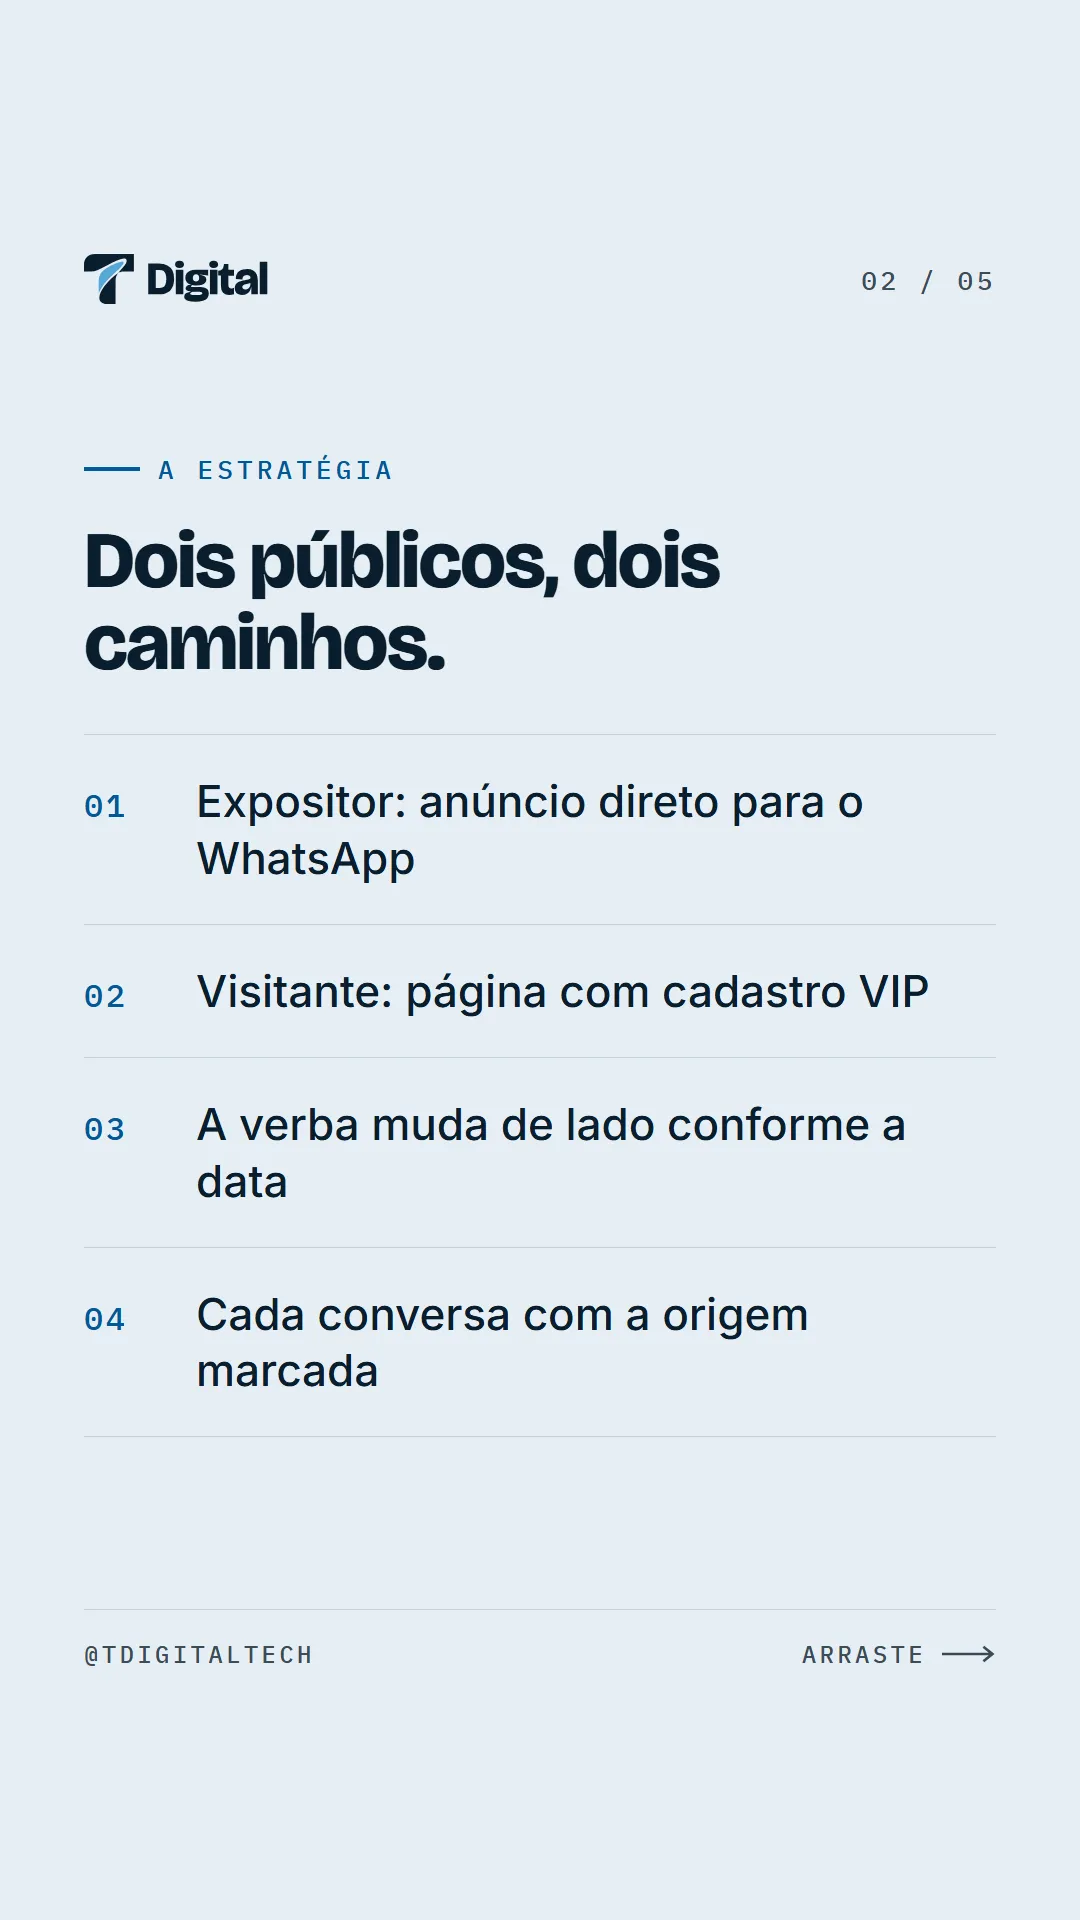 T Digital
02 / 05
A ESTRATÉGIA
Dois públicos, dois
caminhos.
01 Expositor: anúncio direto para o
WhatsApp
02 Visitante: página com cadastro VIP
03 A verba muda de lado conforme a
data
04 Cada conversa com a origem
marcada
@TDIGITALTECH
ARRASTE